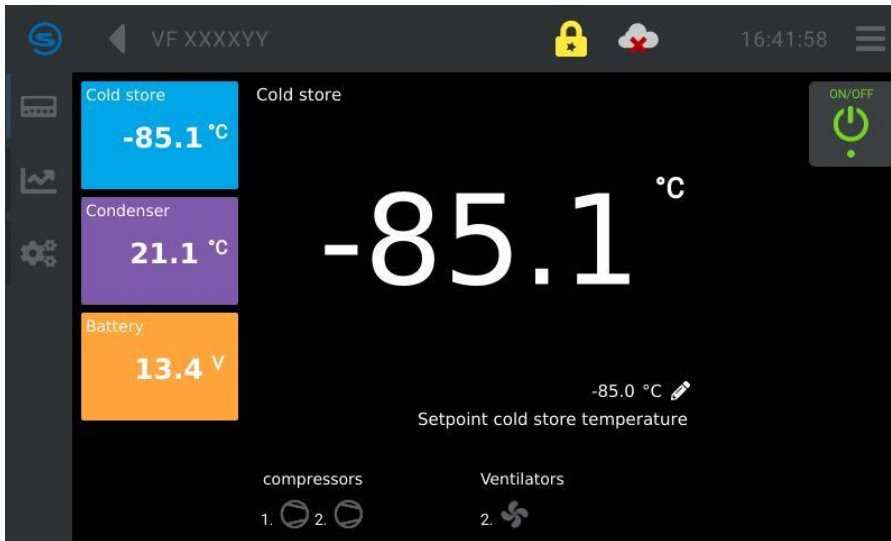 VF XXXXYY
16:41:58
Cold store
-85.1 °C
Condenser
21.1 °C
Battery
13.4 V
Cold store
-85.1 °C
ON/OFF
-85.0 °C
Setpoint cold store temperature
compressors
1. 2.
Ventilators
2.